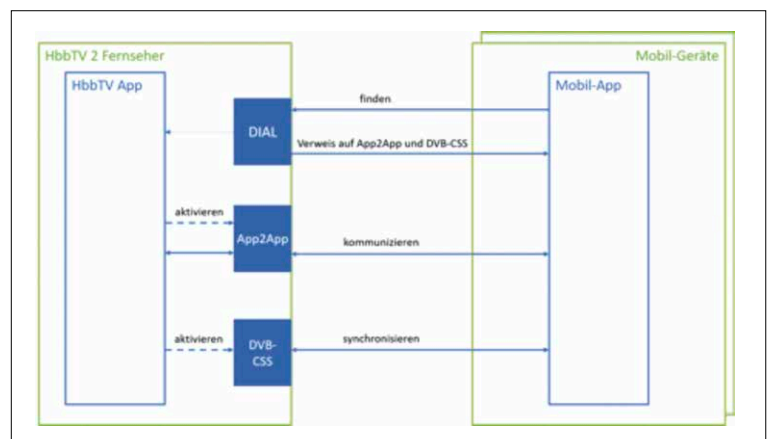 HbbTV 2 Fernseher
Mobil-Geräte
HbbTV App
Mobil-App
finden
DIAL
Verweis auf App2App und DVB-CSS
aktivieren
App2App
kommunizieren
aktivieren
synchronisieren
DVB-
CSS